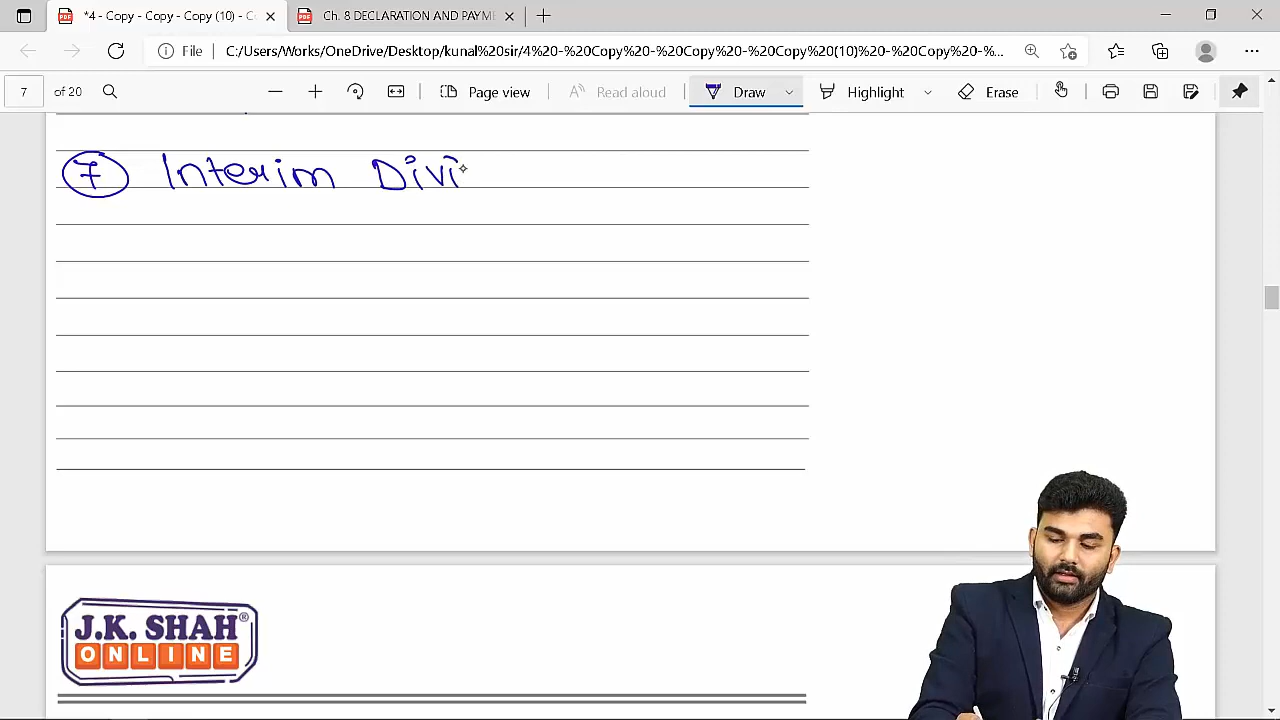 *4 - Copy - Copy - Copy (10) - C
Ch. 8 DECLARATION AND PAYM
File C:/Users/Works/OneDrive/Desktop/kunal%20sir/4%20-%20Copy%20-%20Copy%20-%20Copy%20(10)%20-%20Copy%20-%...
7 of 20 Page view Read aloud Draw Highlight Erase
7 Interim Divi
J.K. SHAH®
ONLINE